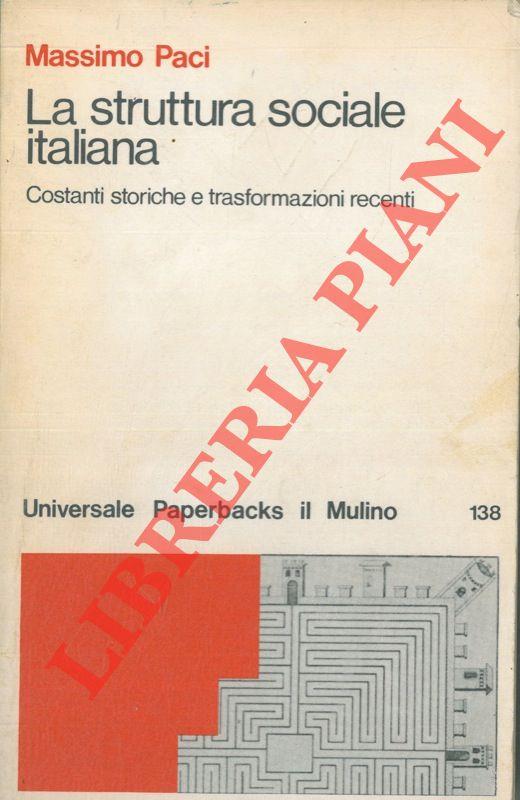 Massimo Paci
La struttura sociale
italiana
Costanti storiche e trasformazioni recenti
LIBRERIA PIANI
Universale Paperbacks il Mulino 138